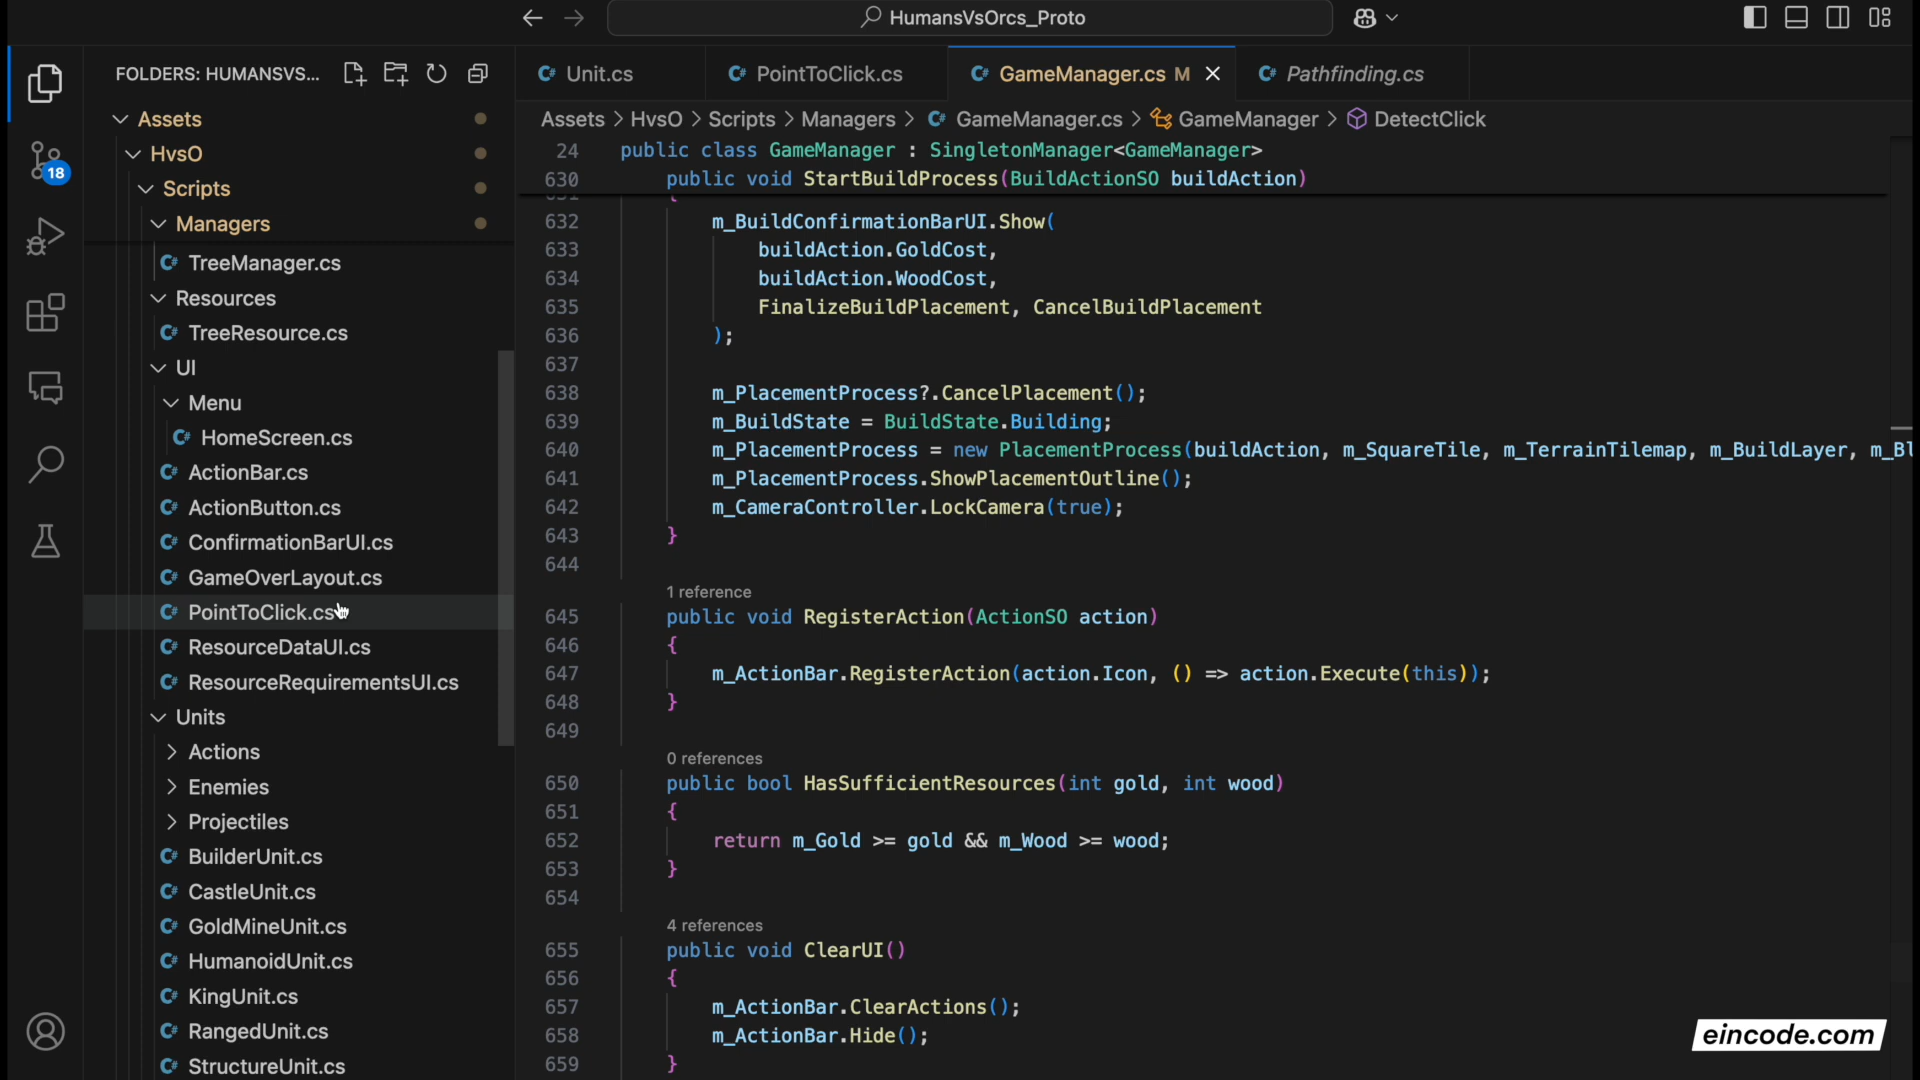 HumansVsOrcs_Proto
FOLDERS: HUMANSVS...
Unit.cs
PointToClick.cs
GameManager.cs M
Pathfinding.cs
Assets > HvsO > Scripts > Managers > GameManager.cs > GameManager > DetectClick
18
Assets
HvsO
Scripts
Managers
TreeManager.cs
Resources
TreeResource.cs
UI
Menu
HomeScreen.cs
ActionBar.cs
ActionButton.cs
ConfirmationBarUI.cs
GameOverLayout.cs
PointToClick.cs
ResourceDataUI.cs
ResourceRequirementsUI.cs
Units
Actions
Enemies
Projectiles
BuilderUnit.cs
CastleUnit.cs
GoldMineUnit.cs
HumanoidUnit.cs
KingUnit.cs
RangedUnit.cs
StructureUnit.cs
24 public class GameManager : SingletonManager<GameManager>
630 public void StartBuildProcess(BuildActionSO buildAction)
631 {
632 m_BuildConfirmationBarUI.Show(
633 buildAction.GoldCost,
634 buildAction.WoodCost,
635 FinalizeBuildPlacement, CancelBuildPlacement
636 );
637
638 m_PlacementProcess?.CancelPlacement();
639 m_BuildState = BuildState.Building;
640 m_PlacementProcess = new PlacementProcess(buildAction, m_SquareTile, m_TerrainTilemap, m_BuildLayer, m_Bl
641 m_PlacementProcess.ShowPlacementOutline();
642 m_CameraController.LockCamera(true);
643 }
644
1 reference
645 public void RegisterAction(ActionSO action)
646 {
647 m_ActionBar.RegisterAction(action.Icon, () => action.Execute(this));
648 }
649
0 references
650 public bool HasSufficientResources(int gold, int wood)
651 {
652 return m_Gold >= gold && m_Wood >= wood;
653 }
654
4 references
655 public void ClearUI()
656 {
657 m_ActionBar.ClearActions();
658 m_ActionBar.Hide();
659 }
eincode.com